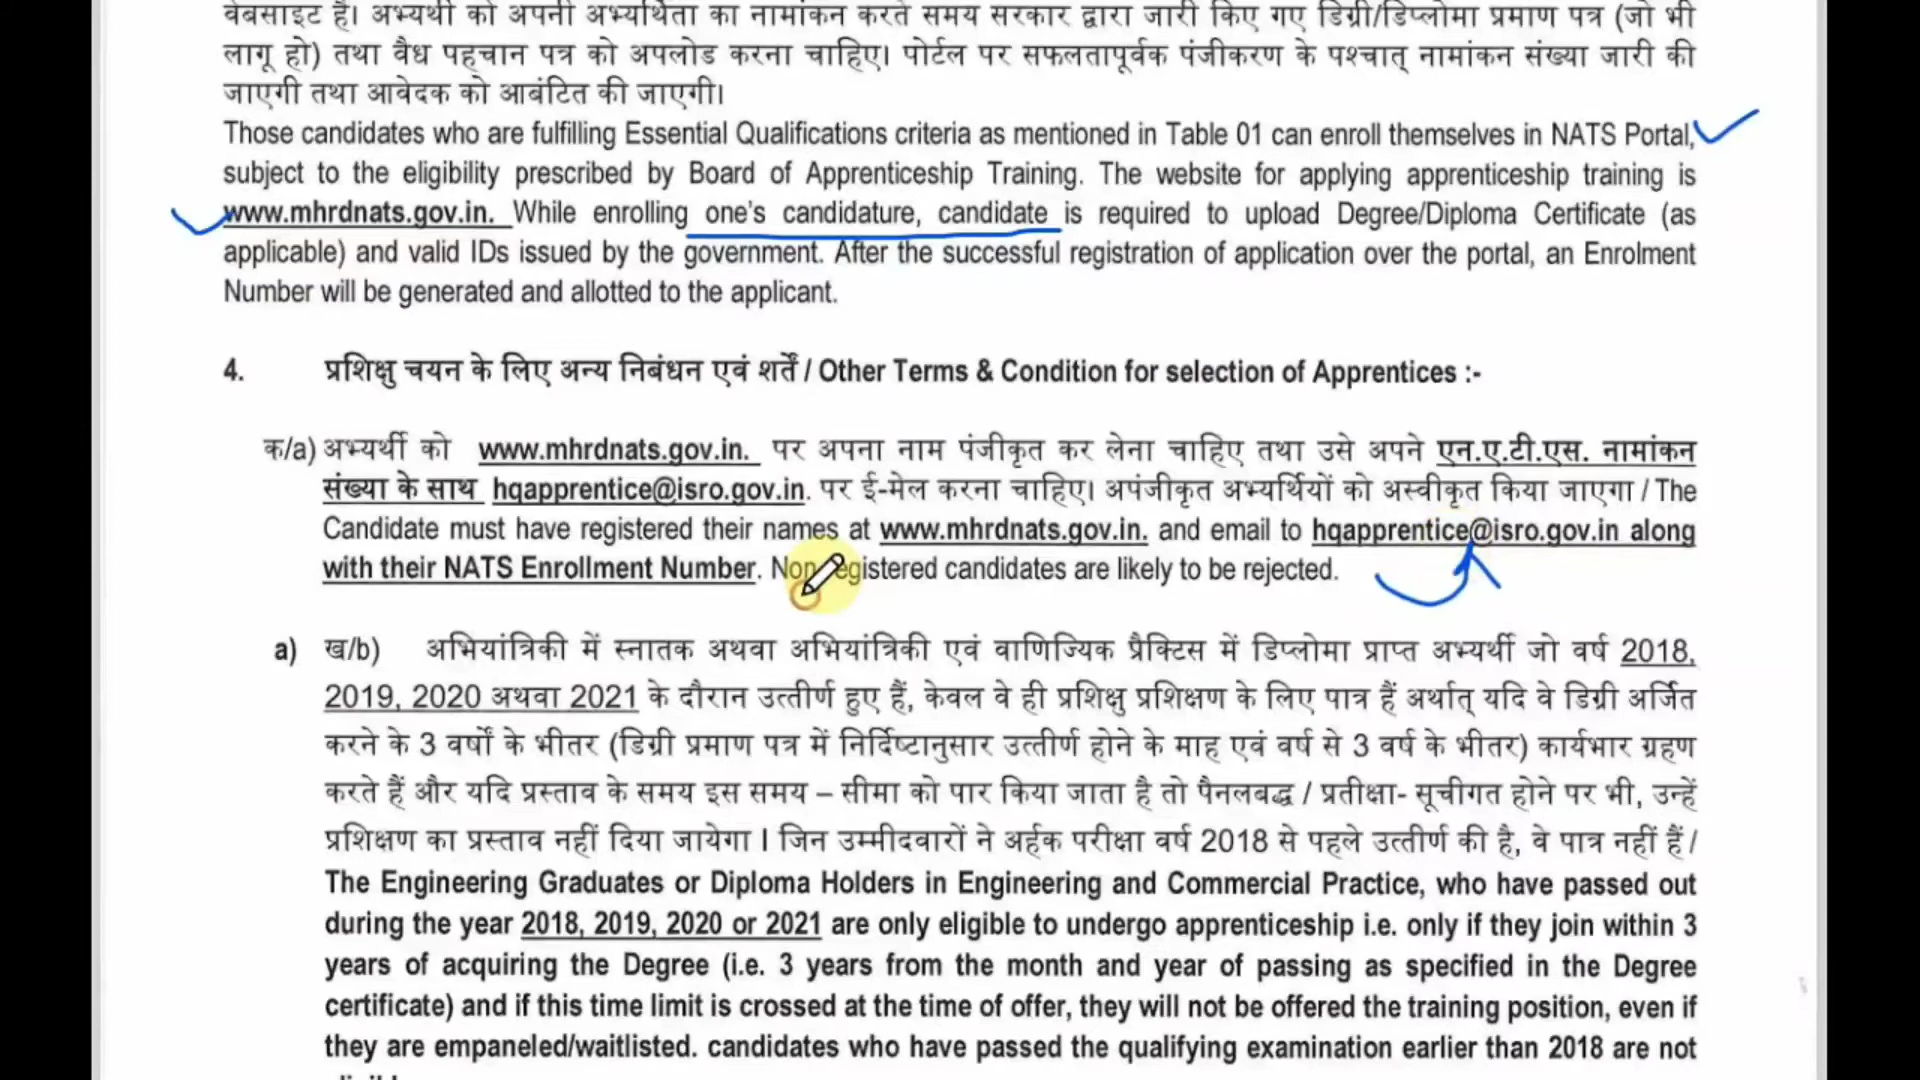 वेबसाइट है। अभ्यर्थी को अपनी अभ्यर्थिता का नामांकन करते समय सरकार द्वारा जारी किए गए डिग्री/डिप्लोमा प्रमाण पत्र (जो भी
लागू हो) तथा वैध पहचान पत्र को अपलोड करना चाहिए। पोर्टल पर सफलतापूर्वक पंजीकरण के पश्चात् नामांकन संख्या जारी की
जाएगी तथा आवेदक को आबंटित की जाएगी।
Those candidates who are fulfilling Essential Qualifications criteria as mentioned in Table 01 can enroll themselves in NATS Portal,
subject to the eligibility prescribed by Board of Apprenticeship Training. The website for applying apprenticeship training is
www.mhrdnats.gov.in. While enrolling one's candidature, candidate is required to upload Degree/Diploma Certificate (as
applicable) and valid IDs issued by the government. After the successful registration of application over the portal, an Enrolment
Number will be generated and allotted to the applicant.
4. प्रशिक्षु चयन के लिए अन्य निबंधन एवं शर्तें / Other Terms & Condition for selection of Apprentices :-
क/a) अभ्यर्थी को www.mhrdnats.gov.in. पर अपना नाम पंजीकृत कर लेना चाहिए तथा उसे अपने एन.ए.टी.एस. नामांकन
संख्या के साथ hqapprentice@isro.gov.in. पर ई-मेल करना चाहिए। अपंजीकृत अभ्यर्थियों को अस्वीकृत किया जाएगा / The
Candidate must have registered their names at www.mhrdnats.gov.in. and email to hqapprentice@isro.gov.in along
with their NATS Enrollment Number. Non registered candidates are likely to be rejected.
a) ख/b) अभियांत्रिकी में स्नातक अथवा अभियांत्रिकी एवं वाणिज्यिक प्रैक्टिस में डिप्लोमा प्राप्त अभ्यर्थी जो वर्ष 2018,
2019, 2020 अथवा 2021 के दौरान उत्तीर्ण हुए हैं, केवल वे ही प्रशिक्षु प्रशिक्षण के लिए पात्र हैं अर्थात् यदि वे डिग्री अर्जित
करने के 3 वर्षों के भीतर (डिग्री प्रमाण पत्र में निर्दिष्टानुसार उत्तीर्ण होने के माह एवं वर्ष से 3 वर्ष के भीतर) कार्यभार ग्रहण
करते हैं और यदि प्रस्ताव के समय इस समय – सीमा को पार किया जाता है तो पैनलबद्ध / प्रतीक्षा- सूचीगत होने पर भी, उन्हें
प्रशिक्षण का प्रस्ताव नहीं दिया जायेगा । जिन उम्मीदवारों ने अर्हक परीक्षा वर्ष 2018 से पहले उत्तीर्ण की है, वे पात्र नहीं हैं /
The Engineering Graduates or Diploma Holders in Engineering and Commercial Practice, who have passed out
during the year 2018, 2019, 2020 or 2021 are only eligible to undergo apprenticeship i.e. only if they join within 3
years of acquiring the Degree (i.e. 3 years from the month and year of passing as specified in the Degree
certificate) and if this time limit is crossed at the time of offer, they will not be offered the training position, even if
they are empaneled/waitlisted. candidates who have passed the qualifying examination earlier than 2018 are not